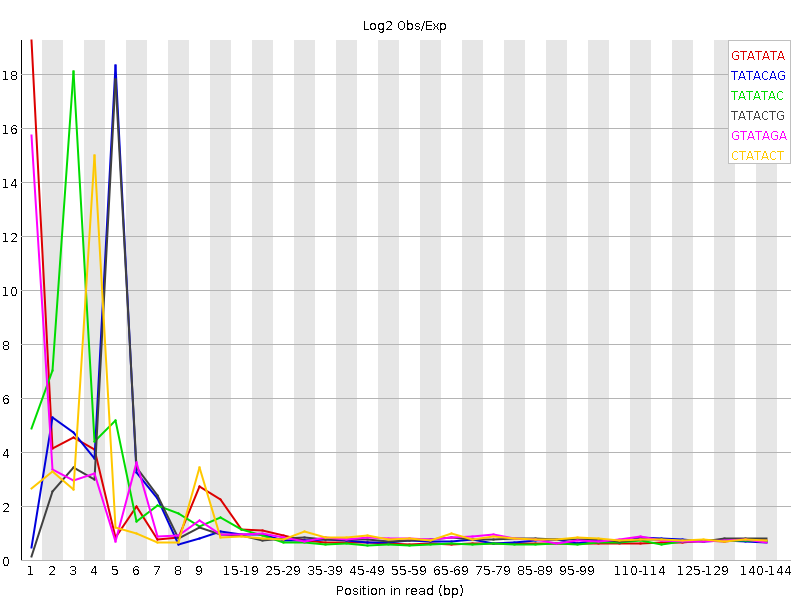 Log2 Obs/Exp
GTATATA
TATACAG
TATATAC
TATACTG
GTATAGA
CTATACT
18
16
14
12
10
8
6
4
2
0
1 2 3 4 5 6 7 8 9 15-19 25-29 35-39 45-49 55-59 65-69 75-79 85-89 95-99 110-114 125-129 140-144
Position in read (bp)